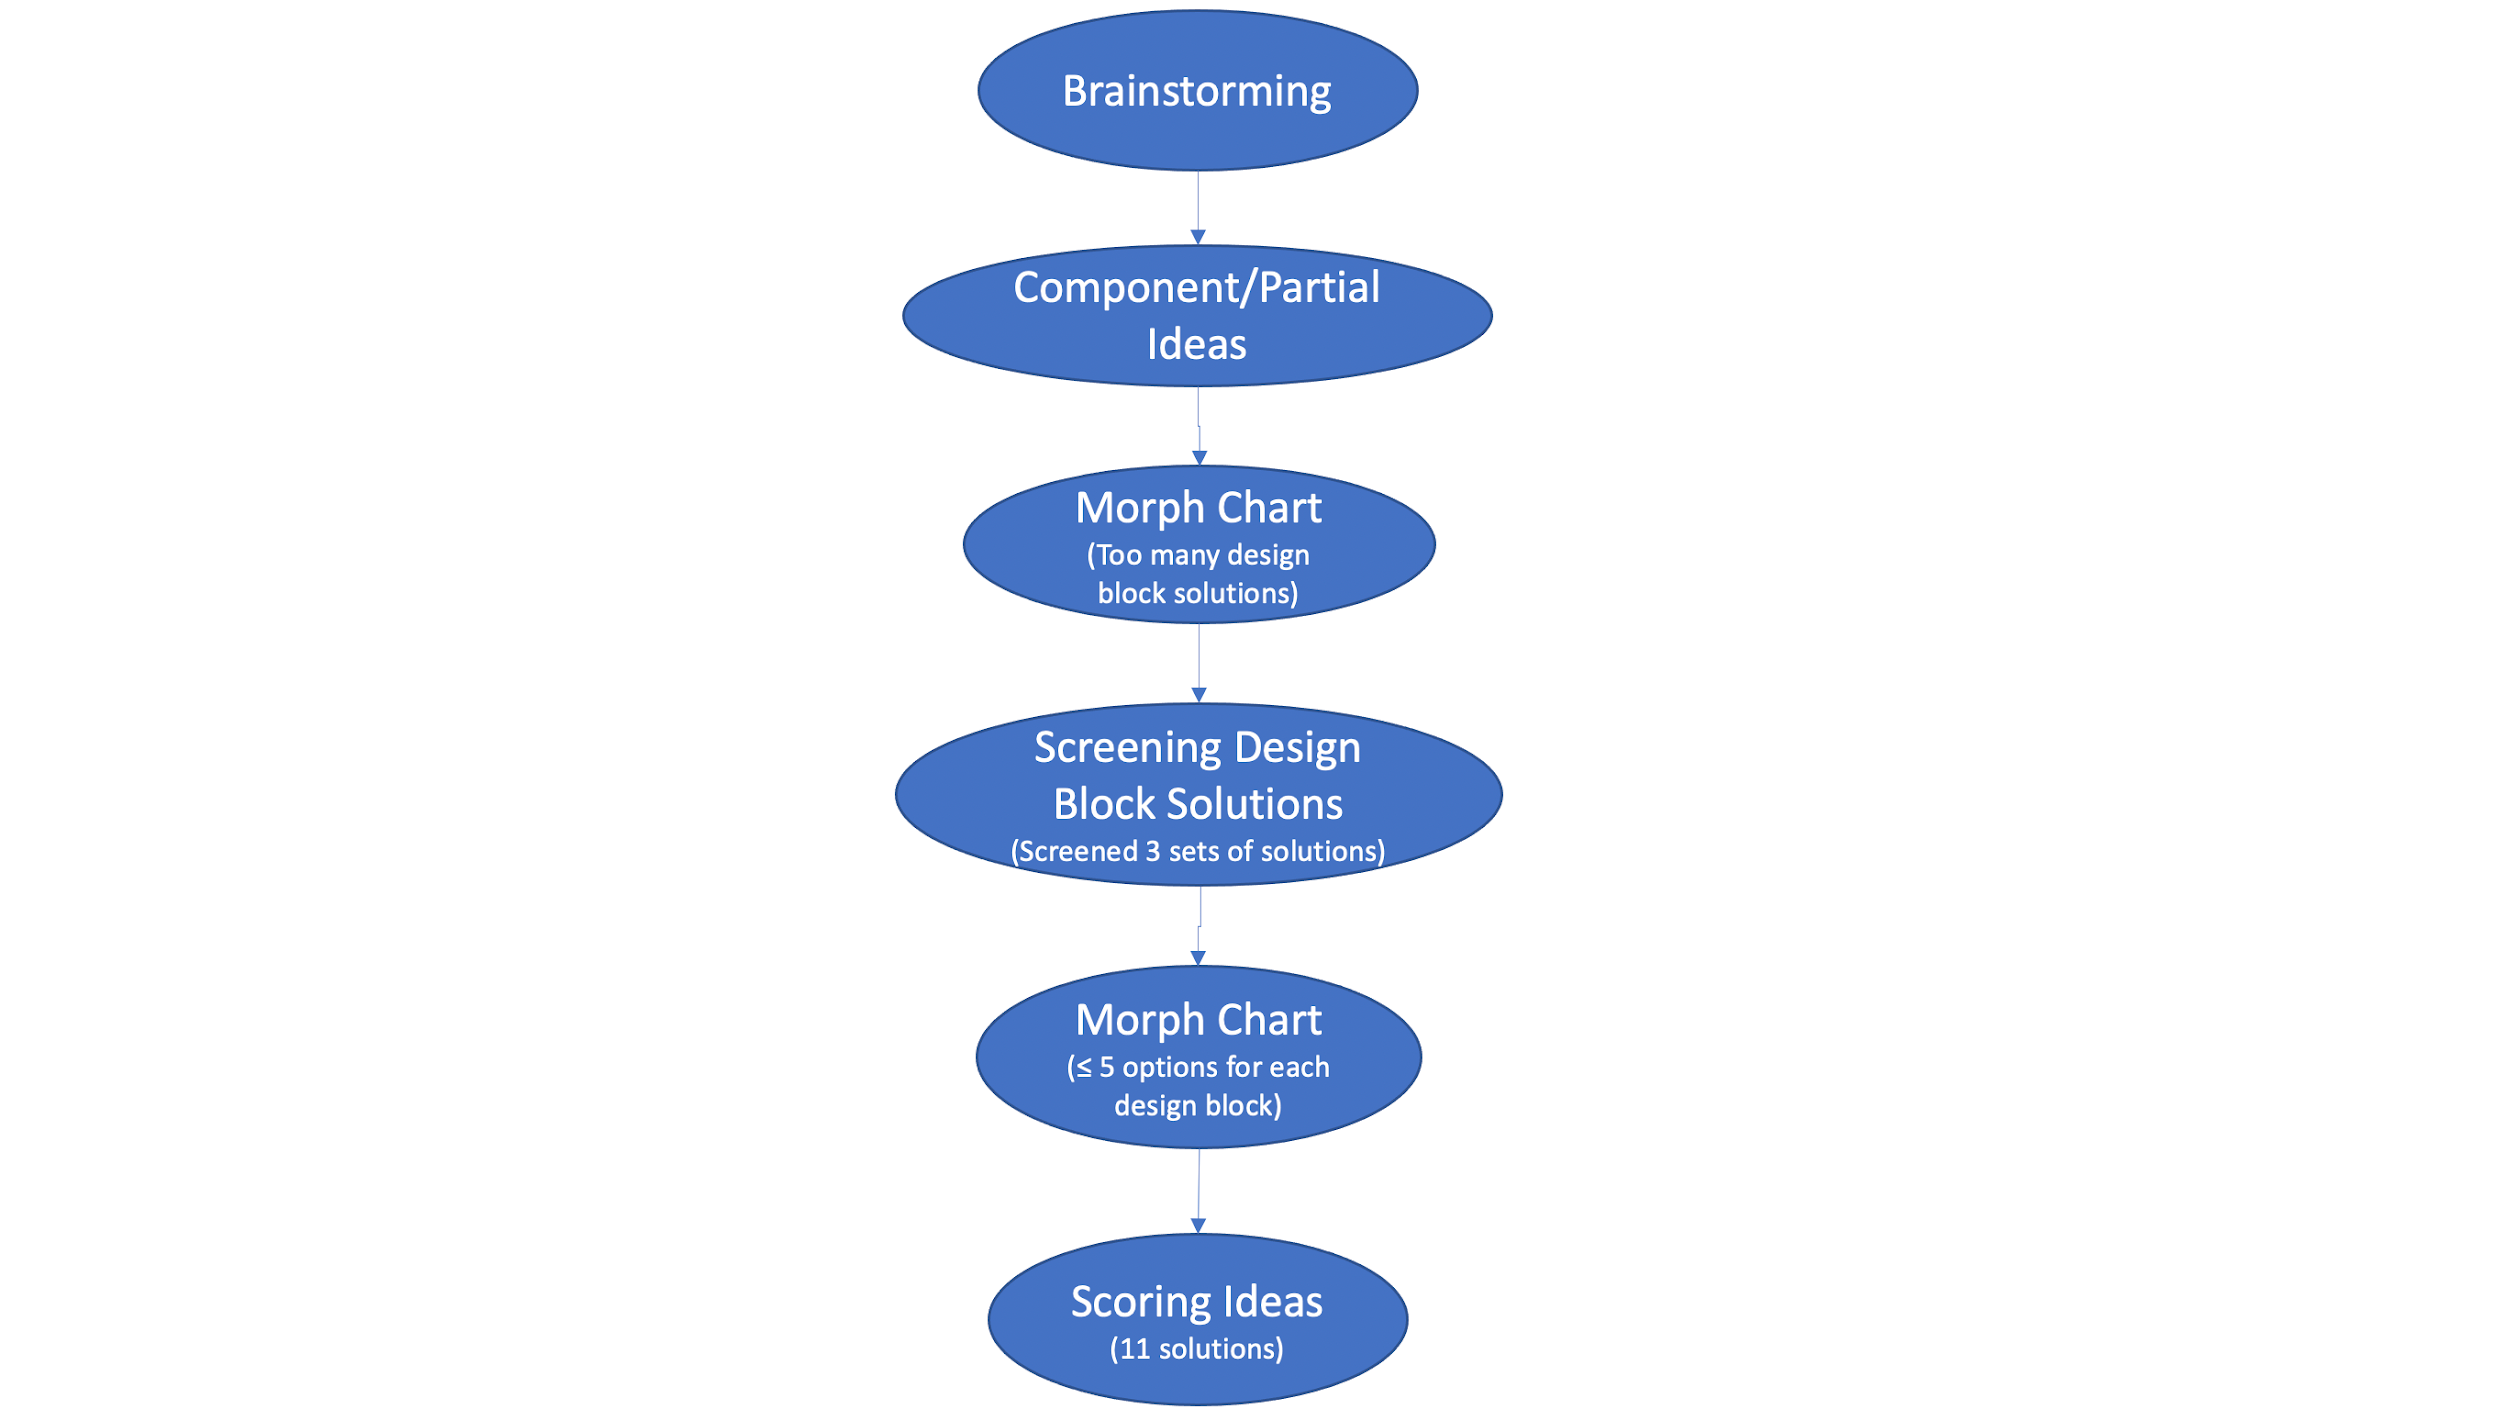 Brainstorming
Component/Partial
Ideas
Morph Chart
(Too many design
block solutions)
Screening Design
Block Solutions
(Screened 3 sets of solutions)
Morph Chart
(≤ 5 options for each
design block)
Scoring Ideas
(11 solutions)